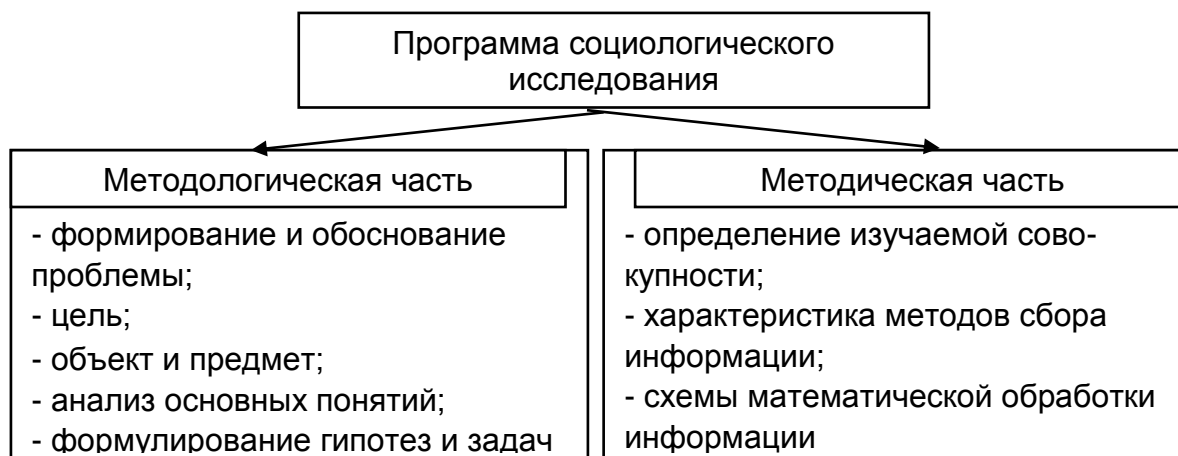 Программа социологического
исследования
Методологическая часть
- формирование и обоснование
проблемы;
- цель;
- объект и предмет;
- анализ основных понятий;
- формулирование гипотез и задач
Методическая часть
- определение изучаемой сово-
купности;
- характеристика методов сбора
информации;
- схемы математической обработки
информации